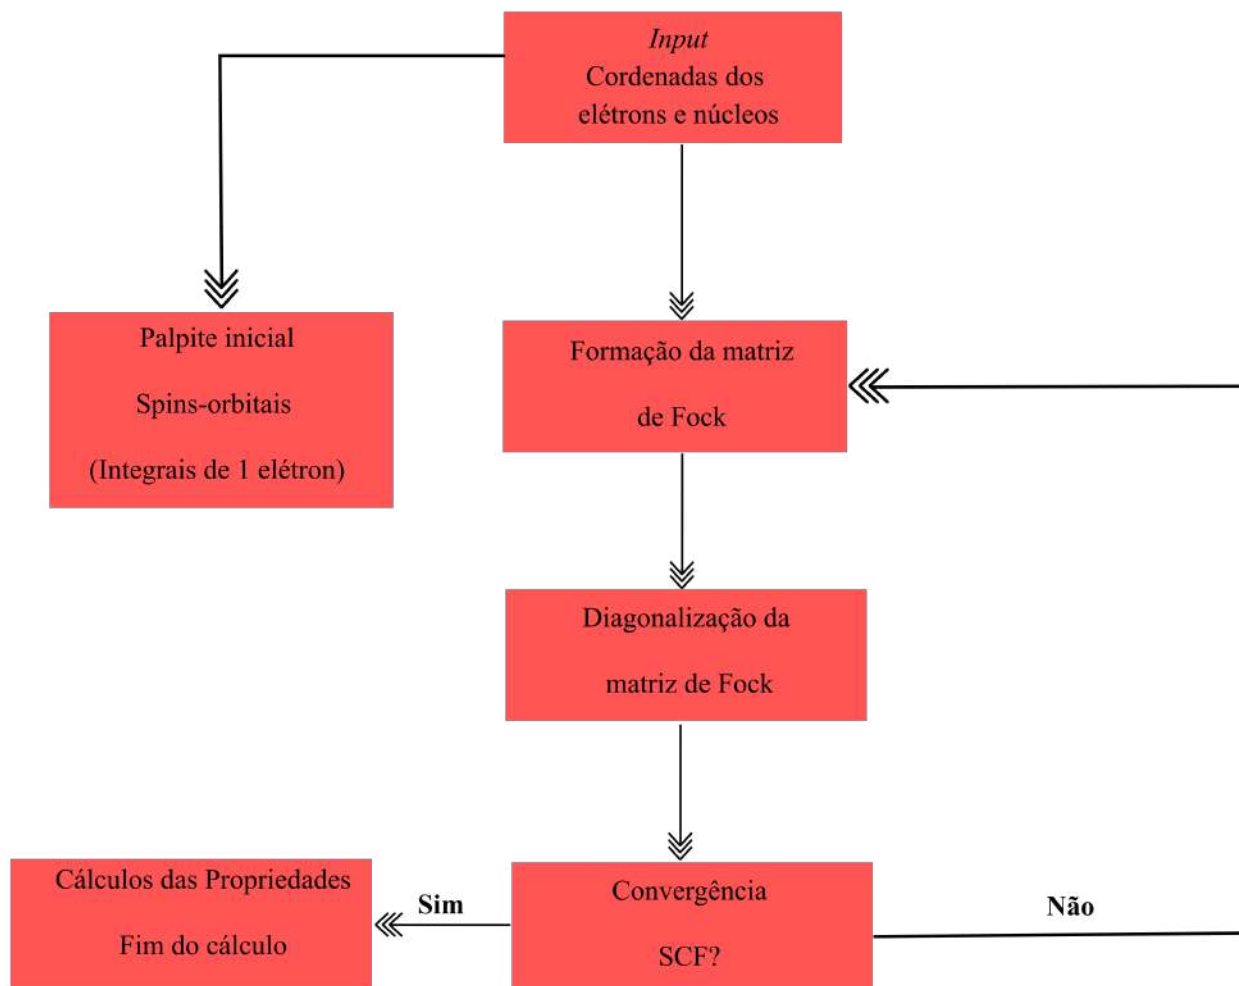 Input
Cordenadas dos
elétrons e núcleos
Palpite inicial
Spins-orbitais
(Integrais de 1 elétron)
Formação da matriz
de Fock
Diagonalização da
matriz de Fock
Cálculos das Propriedades
Fim do cálculo
Sim
Convergência
SCF?
Não